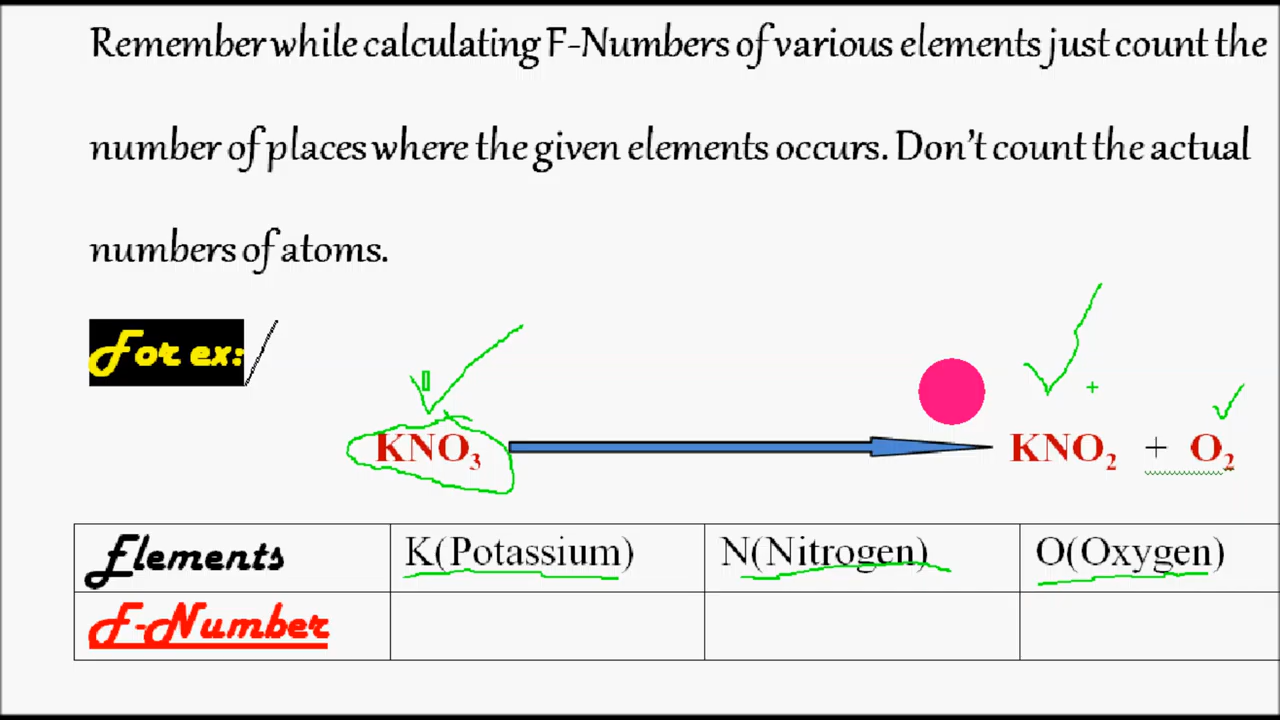 Remember while calculating F-Numbers of various elements just count the
number of places where the given elements occurs. Don't count the actual
numbers of atoms.
For ex:
KNO₃ KNO₂ + O₂
Elements K(Potassium) N(Nitrogen) O(Oxygen)
F-Number